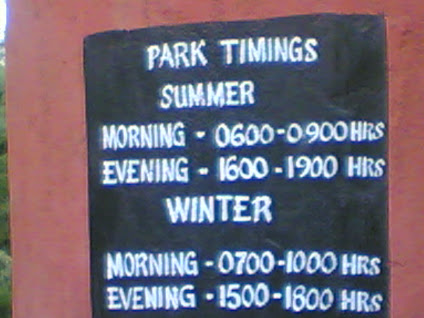 PARK TIMINGS
SUMMER
MORNING - 0600-0900 HRS
EVENING - 1600-1900 HRS
WINTER
MORNING - 0700-1000 HRS
EVENING - 1500-1800 HRS